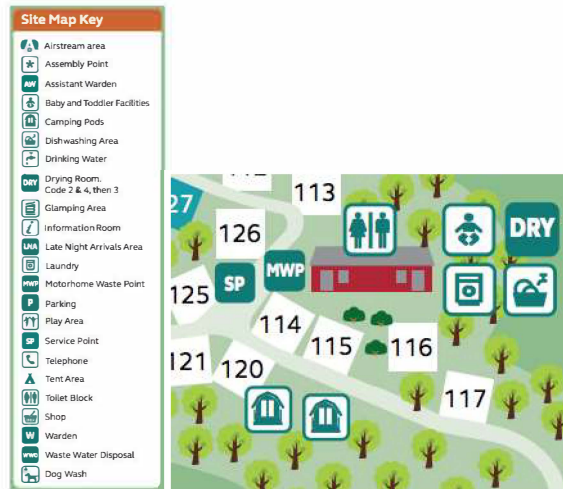 Site Map Key
Airstream area
Assembly Point
AW Assistant Warden
Baby and Toddler Facilities
Camping Pods
Dishwashing Area
Drinking Water
DRY Drying Room.
Code 2 & 4, then 3
Glamping Area
i Information Room
LNA Late Night Arrivals Area
Laundry
MWP Motorhome Waste Point
P Parking
Play Area
SP Service Point
Telephone
Tent Area
Toilet Block
Shop
W Warden
WWD Waste Water Disposal
Dog Wash
113
27
126
DRY
SP
MWP
125
114
115
116
121
120
117